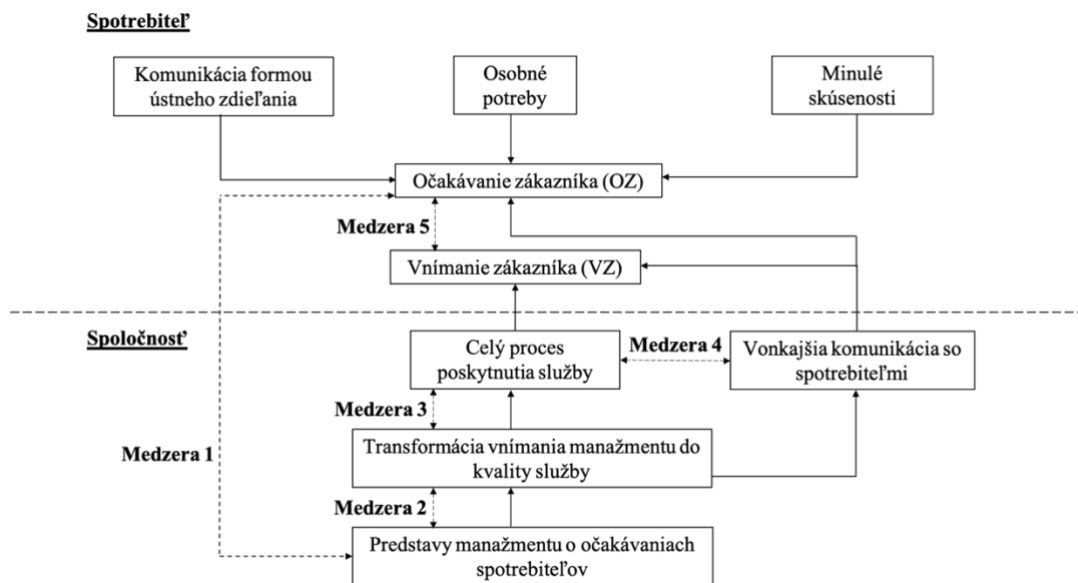 Spotrebiteľ
Komunikácia formou
ústneho zdieľania
Osobné
potreby
Minulé
skúsenosti
Očakávanie zákazníka (OZ)
Medzera 5
Vnímanie zákazníka (VZ)
Spoločnosť
Celý proces
poskytnutia služby
Medzera 4
Vonkajšia komunikácia so
spotrebiteľmi
Medzera 3
Transformácia vnímania manažmentu do
kvality služby
Medzera 1
Medzera 2
Predstavy manažmentu o očakávaniach
spotrebiteľov